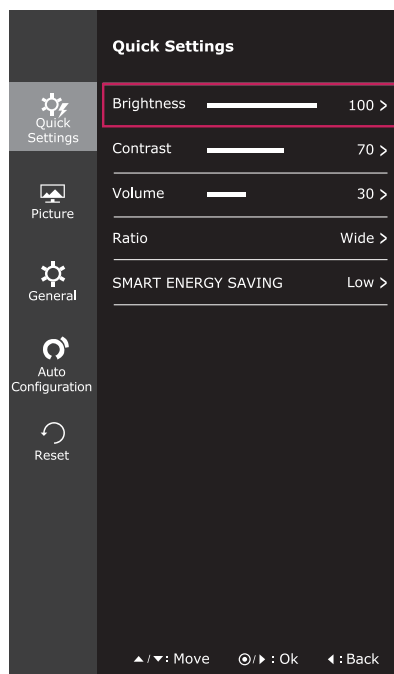 Quick Settings
Brightness 100 >
Contrast 70 >
Volume 30 >
Ratio Wide >
SMART ENERGY SAVING Low >
Quick
Settings
Picture
General
Auto
Configuration
Reset
▲/▼: Move ⦿/▶ : Ok ◀ : Back